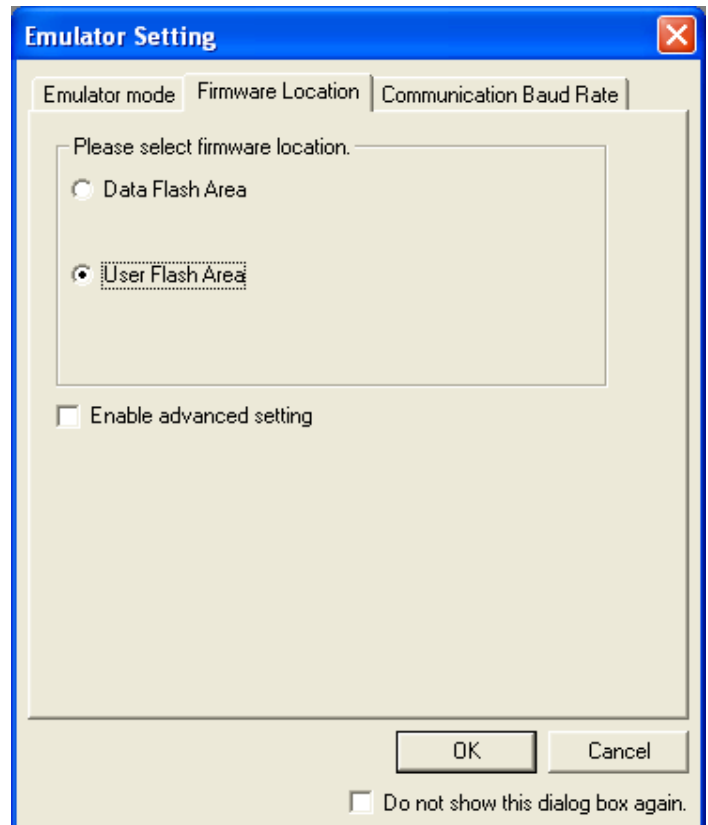 Emulator Setting
Emulator mode
Firmware Location
Communication Baud Rate
Please select firmware location.
Data Flash Area
User Flash Area
Enable advanced setting
OK
Cancel
Do not show this dialog box again.